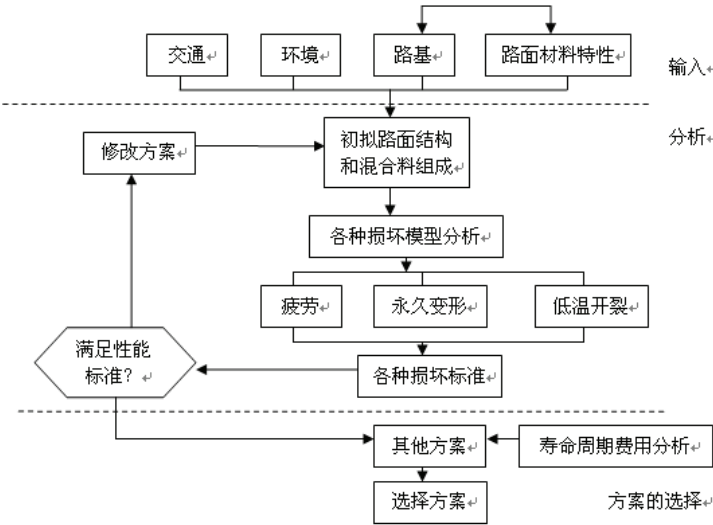 交通
环境
路基
路面材料特性
输入
分析
修改方案
初拟路面结构
和混合料组成
各种损坏模型分析
疲劳
永久变形
低温开裂
满足性能
标准？
各种损坏标准
其他方案
寿命周期费用分析
选择方案
方案的选择